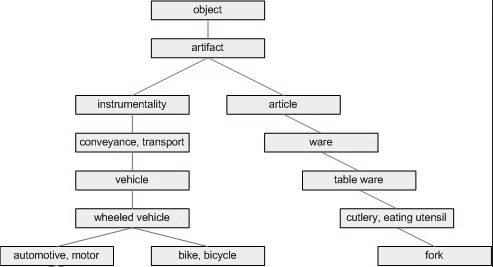 object
artifact
instrumentality
article
conveyance, transport
ware
vehicle
table ware
wheeled vehicle
cutlery, eating utensil
automotive, motor
bike, bicycle
fork